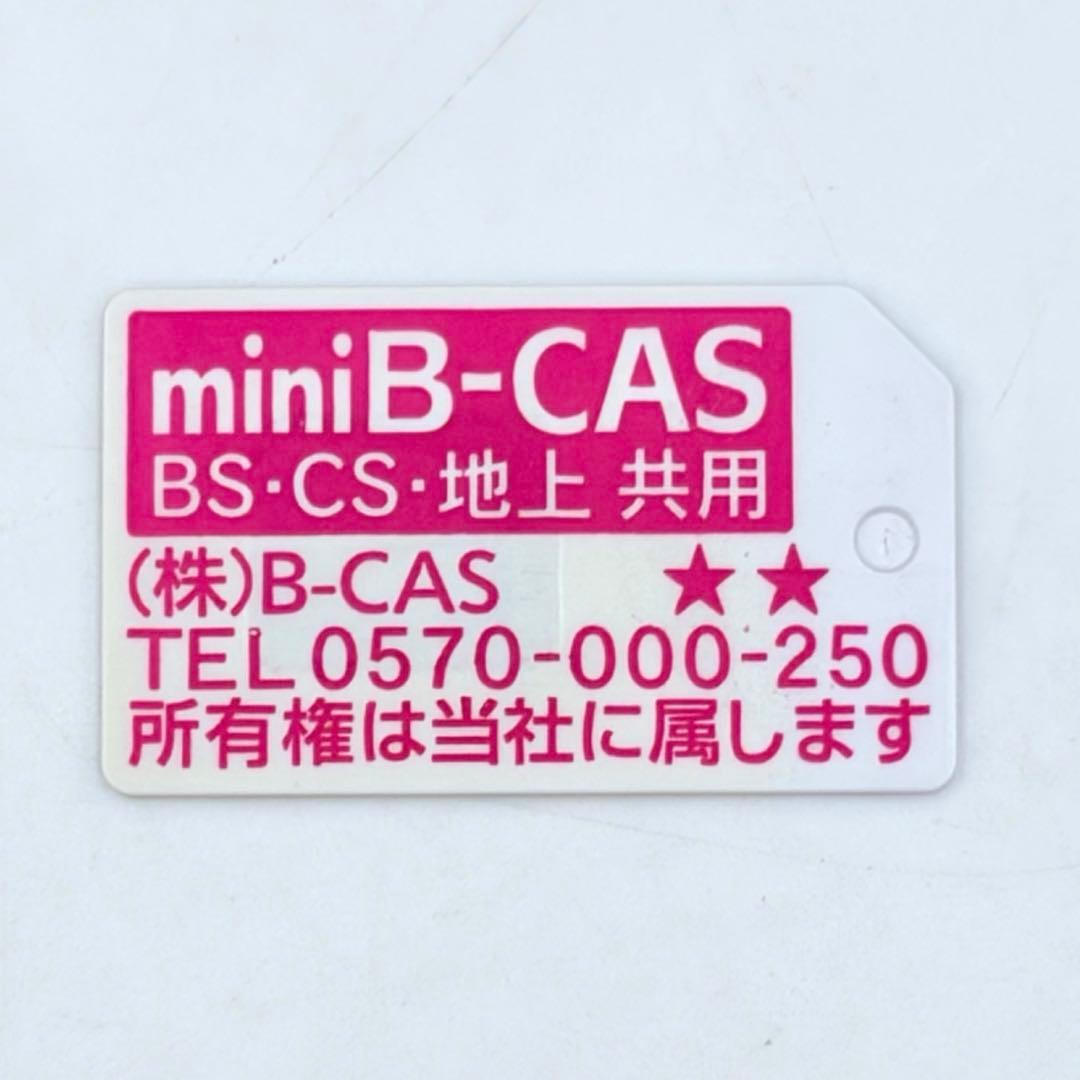 miniB-CAS
BS・CS・地上 共用
(株)B-CAS ★★
TEL 0570-000-250
所有権は当社に属します